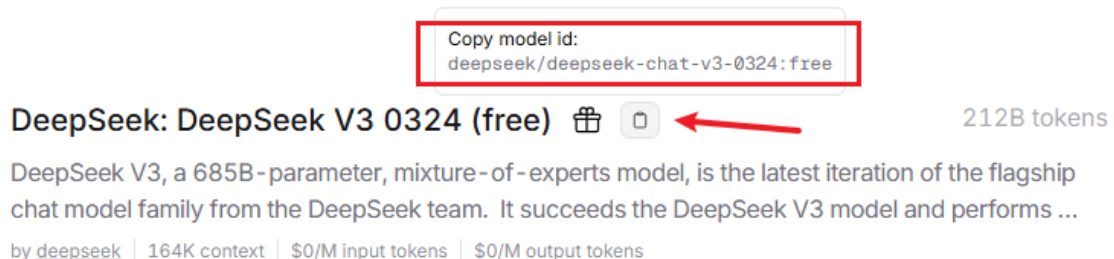 Copy model id:
deepseek/deepseek-chat-v3-0324:free
DeepSeek: DeepSeek V3 0324 (free) 212B tokens
DeepSeek V3, a 685B-parameter, mixture-of-experts model, is the latest iteration of the flagship
chat model family from the DeepSeek team. It succeeds the DeepSeek V3 model and performs ...
by deepseek 164K context $0/M input tokens $0/M output tokens